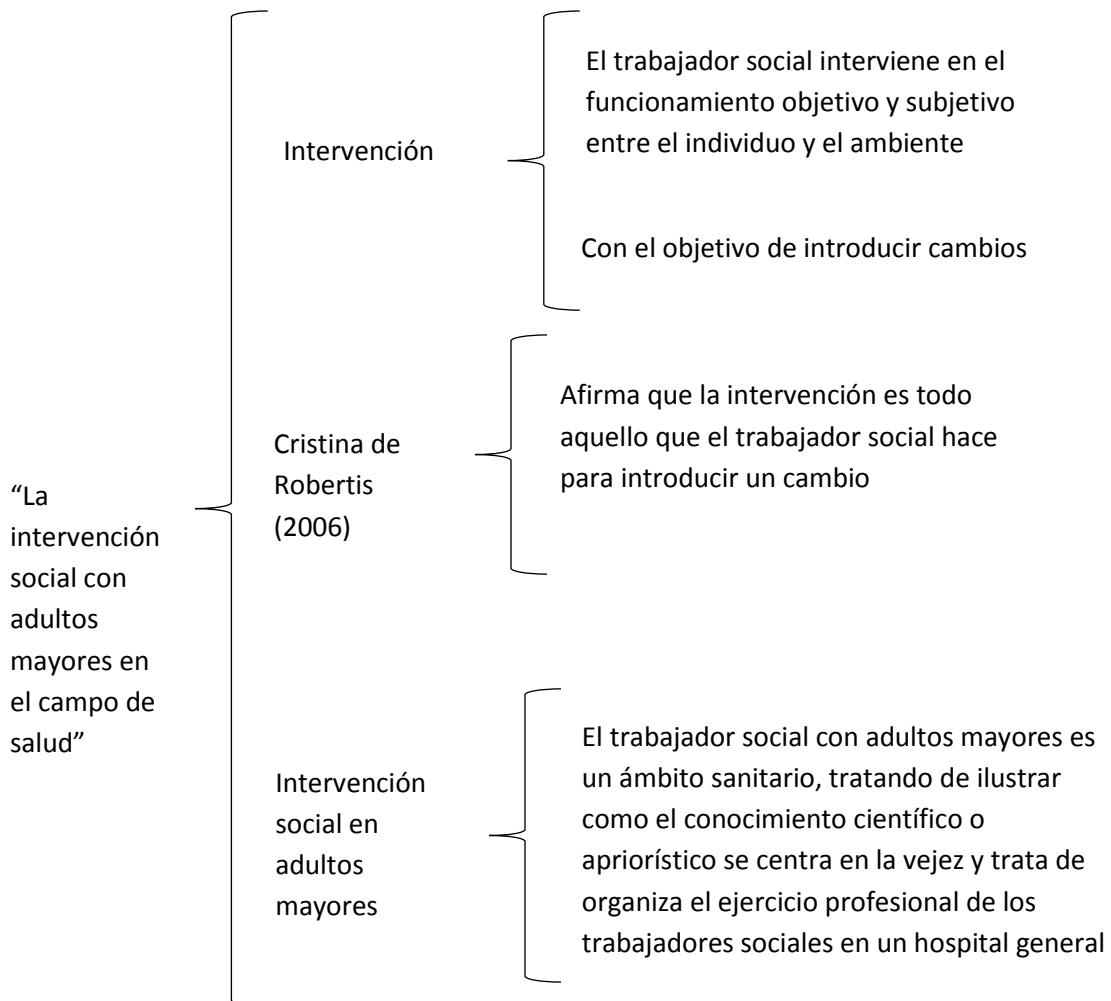 “La
intervención
social con
adultos
mayores en
el campo de
salud”
Intervención
El trabajador social interviene en el
funcionamiento objetivo y subjetivo
entre el individuo y el ambiente
Con el objetivo de introducir cambios
Cristina de
Robertis
(2006)
Afirma que la intervención es todo
aquello que el trabajador social hace
para introducir un cambio
Intervención
social en
adultos
mayores
El trabajador social con adultos mayores es
un ámbito sanitario, tratando de ilustrar
como el conocimiento científico o
apriorístico se centra en la vejez y trata de
organiza el ejercicio profesional de los
trabajadores sociales en un hospital general